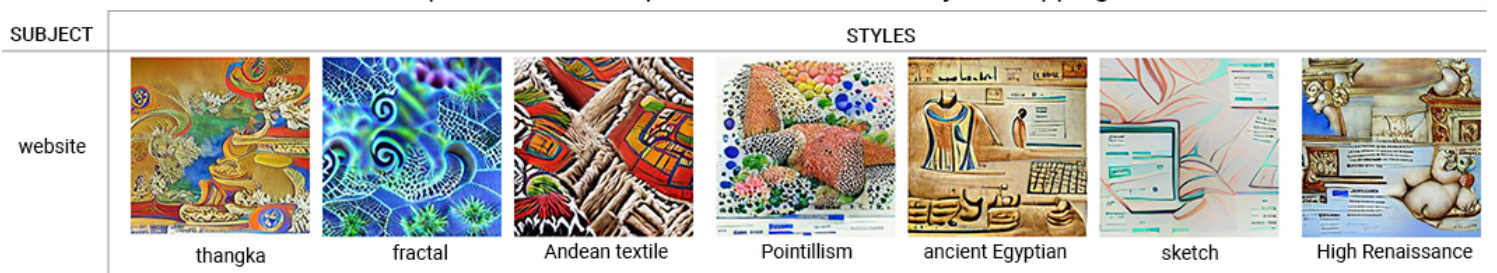 SUBJECT
STYLES
website
thangka
fractal
Andean textile
Pointillism
ancient Egyptian
sketch
High Renaissance